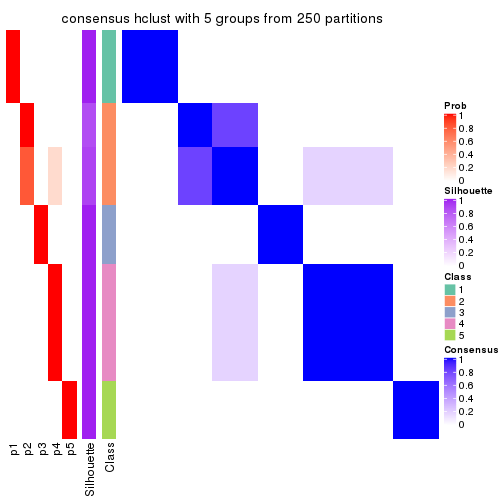 consensus hclust with 5 groups from 250 partitions
Prob
1
0.8
0.6
0.4
0.2
0
Silhouette
1
0.8
0.6
0.4
0.2
0
Class
1
2
3
4
5
Consensus
1
0.8
0.6
0.4
0.2
0
p1
p2
p3
p4
p5
Silhouette
Class